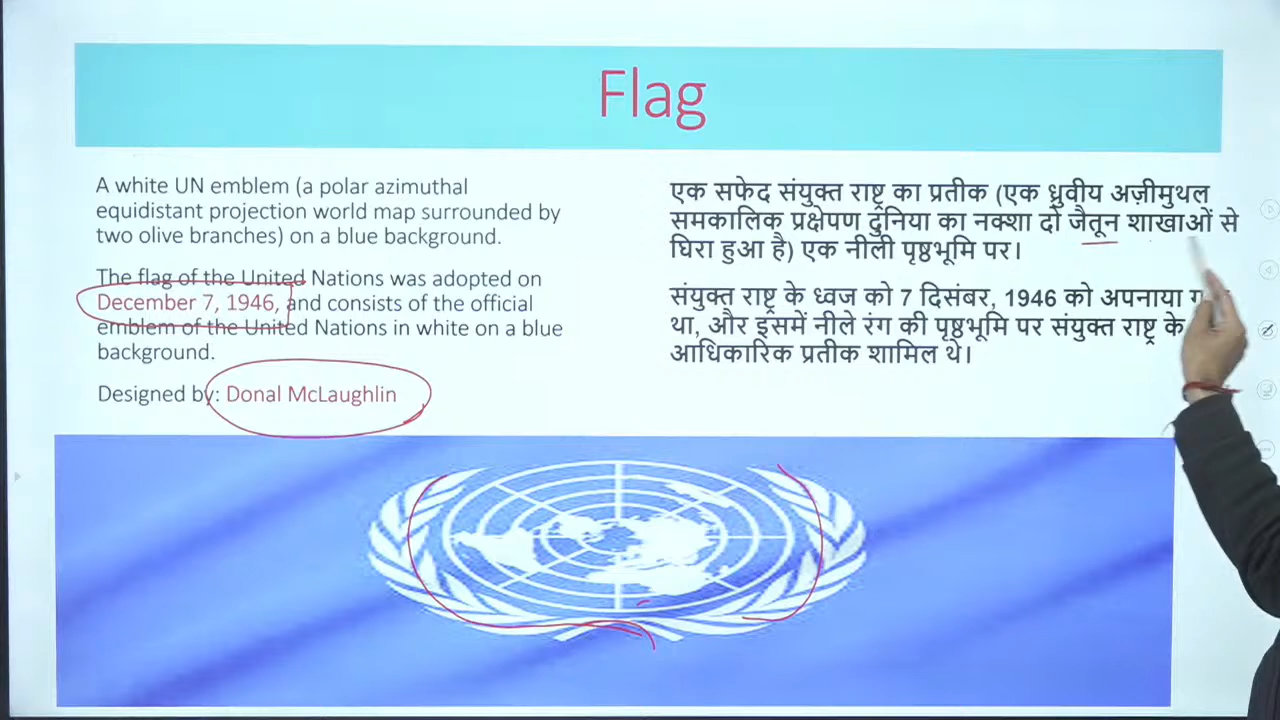 Flag
A white UN emblem (a polar azimuthal
equidistant projection world map surrounded by
two olive branches) on a blue background.
The flag of the United Nations was adopted on
December 7, 1946, and consists of the official
emblem of the United Nations in white on a blue
background.
Designed by: Donal McLaughlin
एक सफेद संयुक्त राष्ट्र का प्रतीक (एक ध्रुवीय अज़ीमुथल
समकालिक प्रक्षेपण दुनिया का नक्शा दो जैतून शाखाओं से
घिरा हुआ है) एक नीली पृष्ठभूमि पर।
संयुक्त राष्ट्र के ध्वज को 7 दिसंबर, 1946 को अपनाया
था, और इसमें नीले रंग की पृष्ठभूमि पर संयुक्त राष्ट्र के
आधिकारिक प्रतीक शामिल थे।